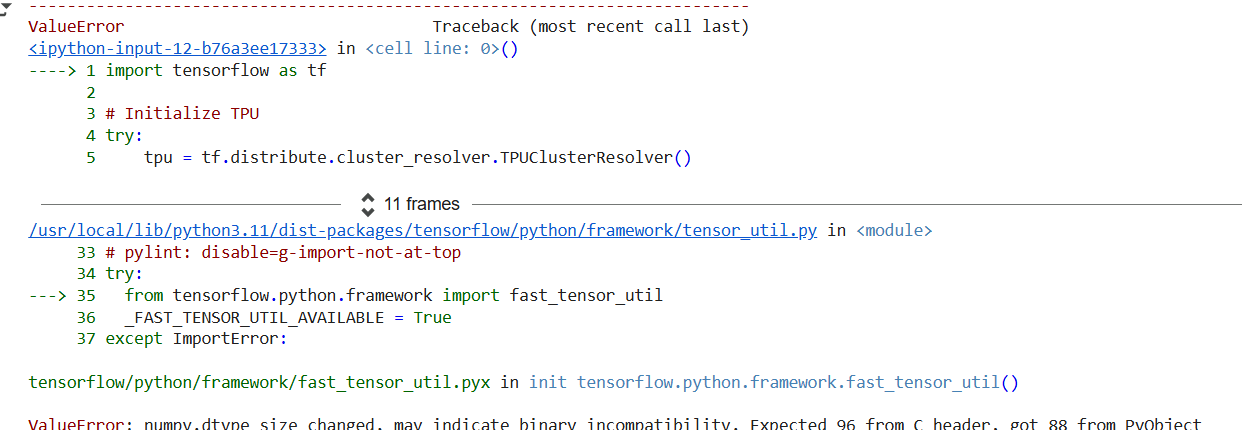 ---------------------------------------------------------------------------
ValueError                                Traceback (most recent call last)
<ipython-input-12-b76a3ee17333> in <cell line: 0>()
----> 1 import tensorflow as tf
      2
      3 # Initialize TPU
      4 try:
      5     tpu = tf.distribute.cluster_resolver.TPUClusterResolver()
11 frames
/usr/local/lib/python3.11/dist-packages/tensorflow/python/framework/tensor_util.py in <module>
     33 # pylint: disable=g-import-not-at-top
     34 try:
---> 35   from tensorflow.python.framework import fast_tensor_util
     36   _FAST_TENSOR_UTIL_AVAILABLE = True
     37 except ImportError:
tensorflow/python/framework/fast_tensor_util.pyx in init tensorflow.python.framework.fast_tensor_util()
ValueError: numpy.dtype size changed, may indicate binary incompatibility. Expected 96 from C header, got 88 from PyObject